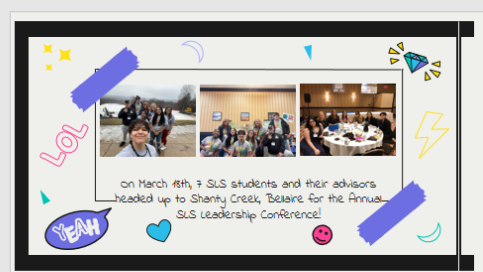 LOL
on March 18th, 7 SLS students and their advisors
headed up to Shanty Creek, Bellaire for the Annual
SLS Leadership Conference!
YEAH